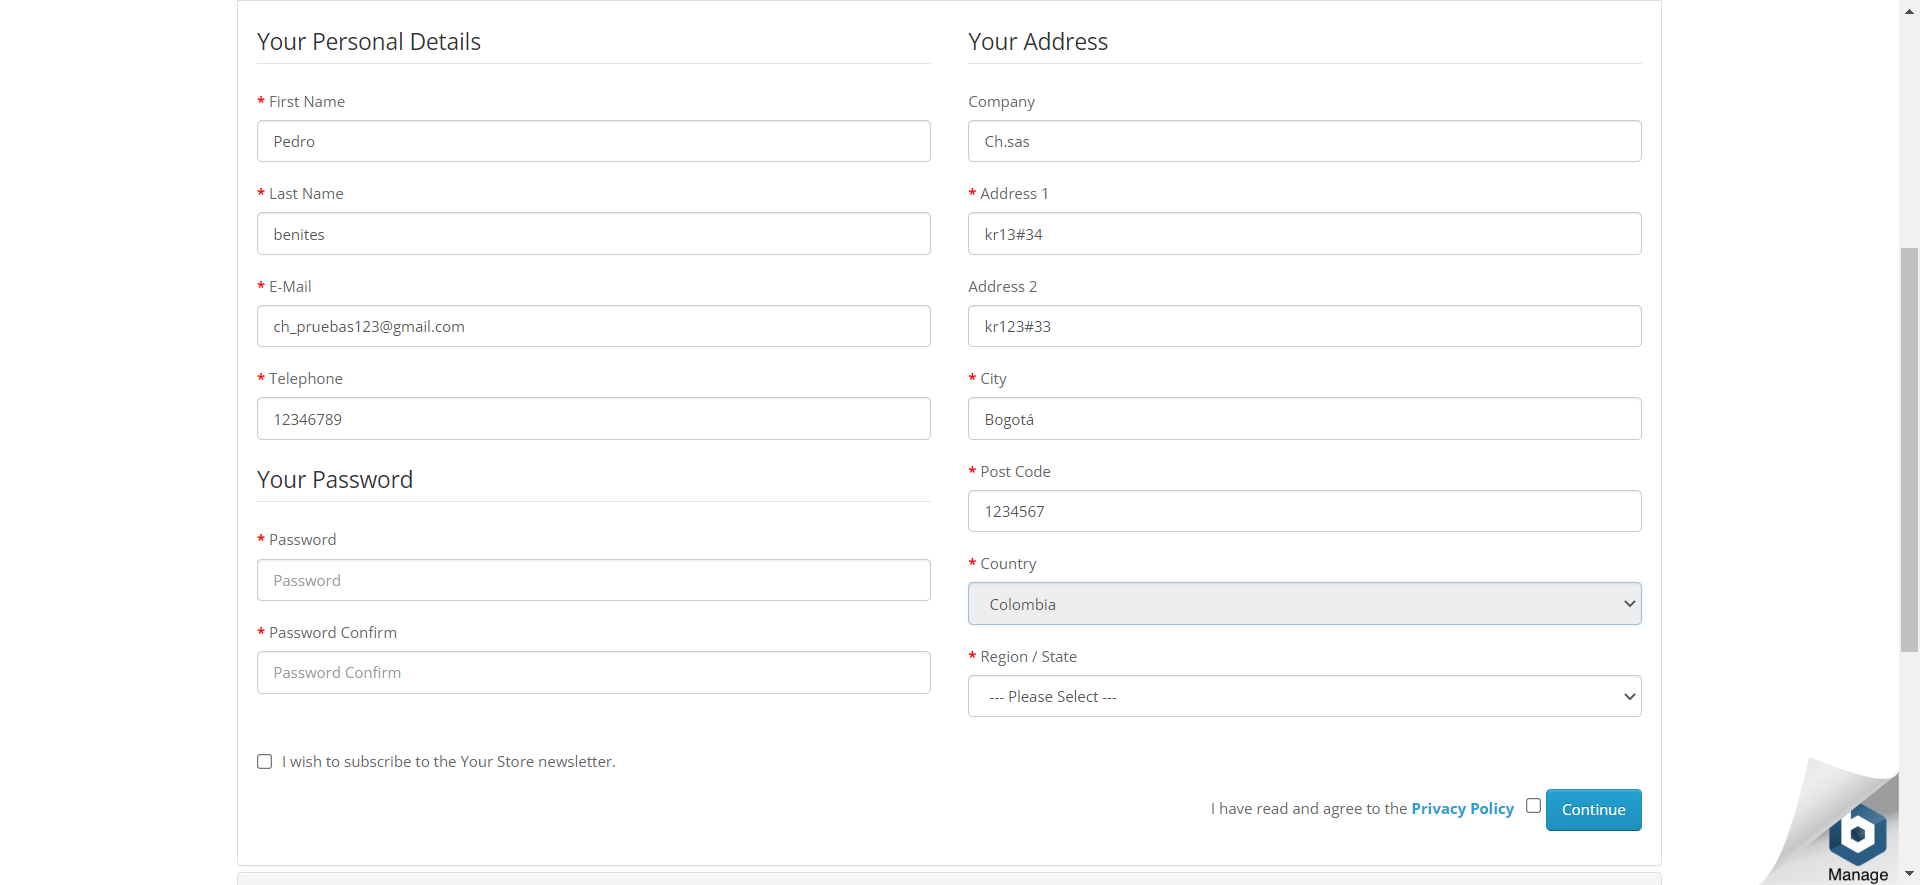 Your Personal Details
* First Name
Pedro
* Last Name
benites
* E-Mail
ch_pruebas123@gmail.com
* Telephone
12346789
Your Password
* Password
Password
* Password Confirm
Password Confirm
Your Address
Company
Ch.sas
* Address 1
kr13#34
Address 2
kr123#33
* City
Bogotá
* Post Code
1234567
* Country
Colombia
* Region / State
--- Please Select ---
I wish to subscribe to the Your Store newsletter.
I have read and agree to the Privacy Policy
Continue
Manage